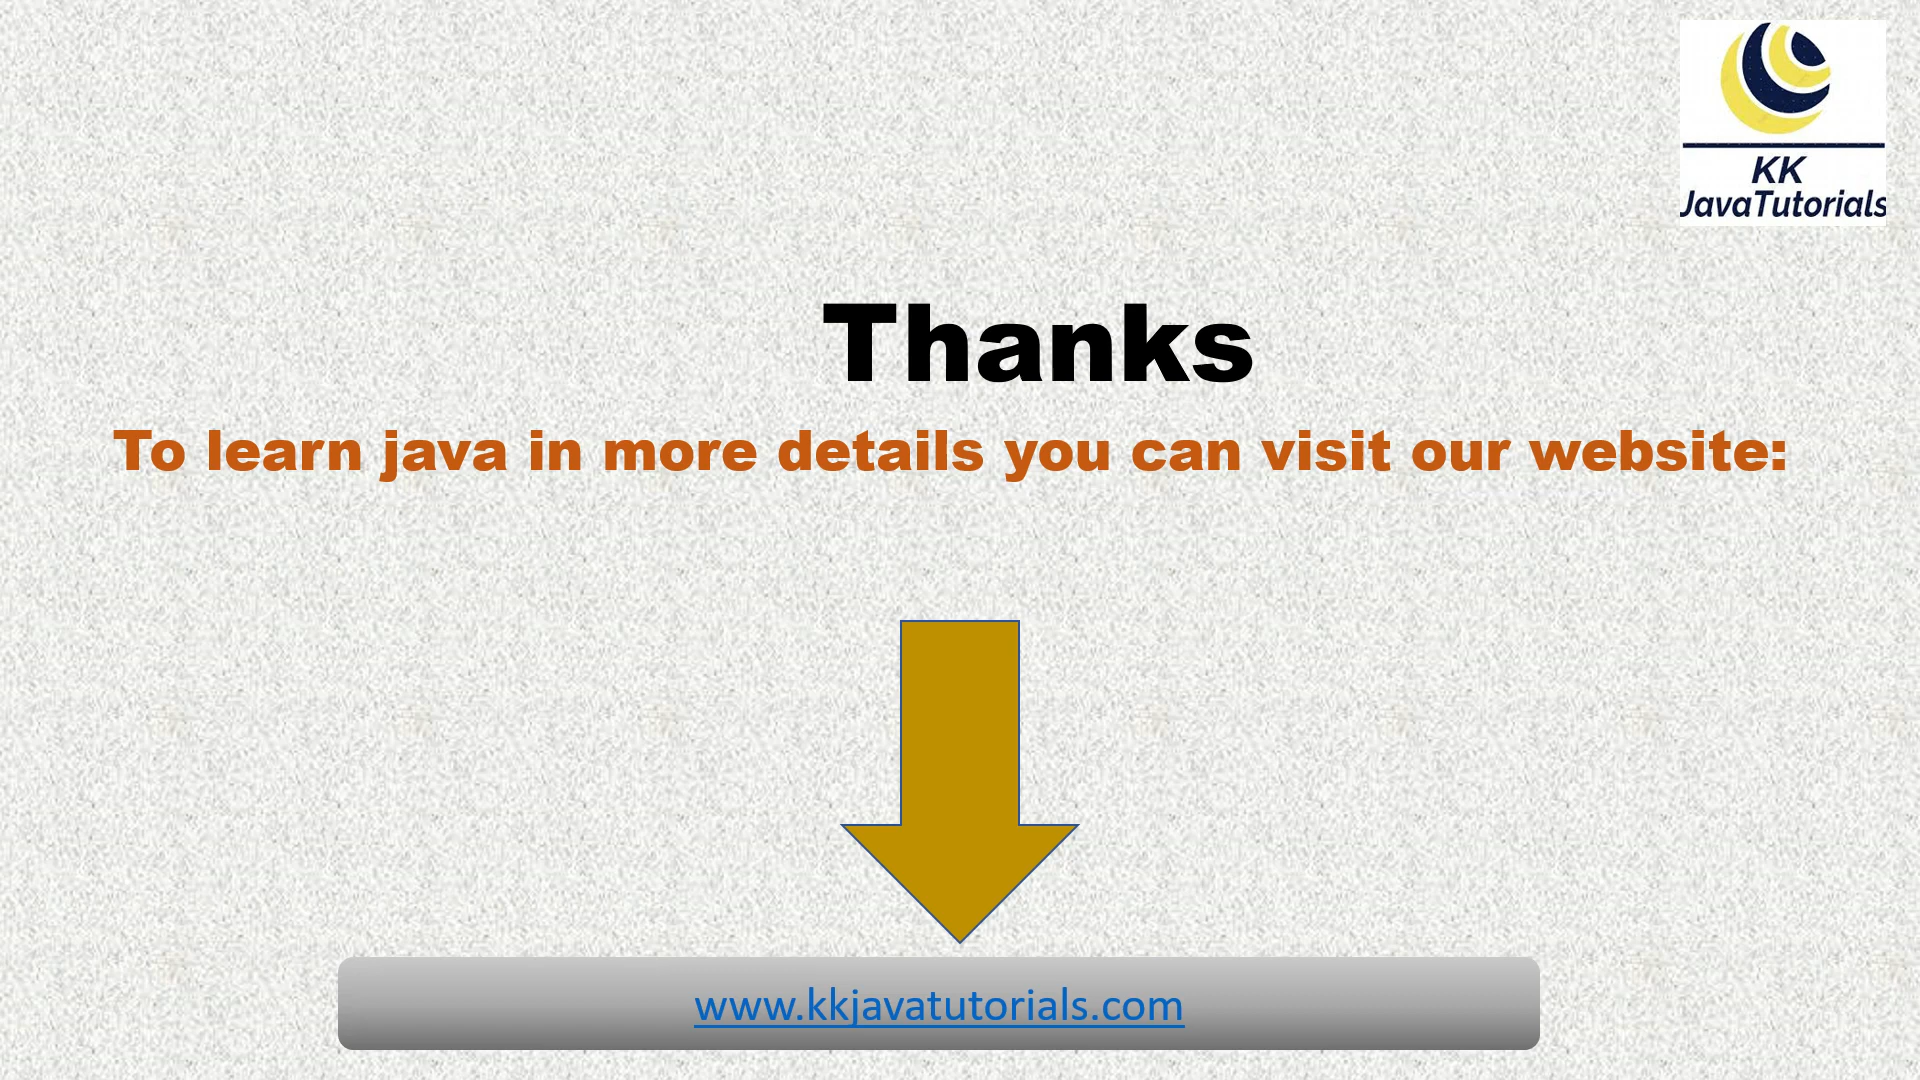 KK
JavaTutorials
Thanks
To learn java in more details you can visit our website:
www.kkjavatutorials.com